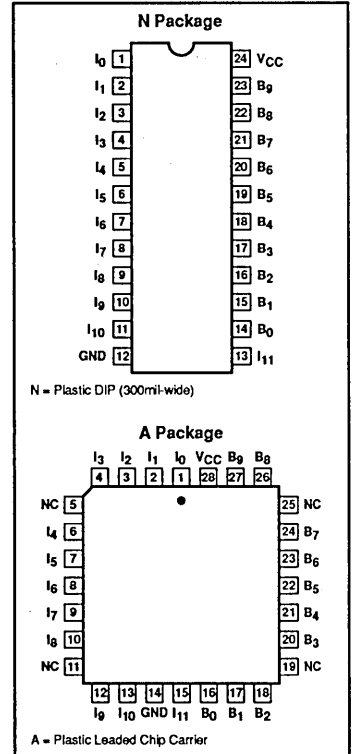 N Package
I0 1 24 VCC
I1 2 23 B9
I2 3 22 B8
I3 4 21 B7
I4 5 20 B6
I5 6 19 B5
I6 7 18 B4
I7 8 17 B3
I8 9 16 B2
I9 10 15 B1
I10 11 14 B0
GND 12 13 I11
N = Plastic DIP (300mil-wide)
A Package
I3 I2 I1 I0 VCC B9 B8
4 3 2 1 28 27 26
NC 5 25 NC
I4 6 24 B7
I5 7 23 B6
I6 8 22 B5
I7 9 21 B4
I8 10 20 B3
NC 11 19 NC
12 13 14 15 16 17 18
I9 I10 GND I11 B0 B1 B2
A = Plastic Leaded Chip Carrier